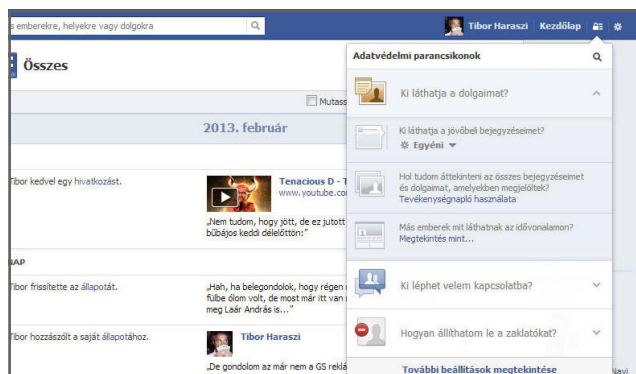 s emberekre, helyekre vagy dolgokra
Tibor Haraszi Kezdőlap
Összes
Mutass
2013. február
Tibor kedvel egy hivatkozást.
Tenacious D - T
www.youtube.co
„Nem tudom, hogy jött, de ez jutott
bűbájos keddi délelőttön:”
NAP
Tibor frissítette az állapotát.
„Hah, ha belegondolok, hogy régen
fülbe ólom volt, de most már itt van
meg Laár András is...”
Tibor hozzászólt a saját állapotához.
Tibor Haraszi
„De gondolom az már nem a GS reklá
Adatvédelmi parancsikonok
Ki láthatja a dolgaimat?
Ki láthatja a jövőbeli bejegyzéseimet?
Egyéni
Hol tudom áttekinteni az összes bejegyzéseimet
és dolgaimat, amelyekben megjelöltek?
Tevékenységnapló használata
Más emberek mit láthatnak az idővonalamon?
Megtekintés mint...
Ki léphet velem kapcsolatba?
Hogyan állíthatom le a zaklatókat?
További beállítások megtekintése
Navi